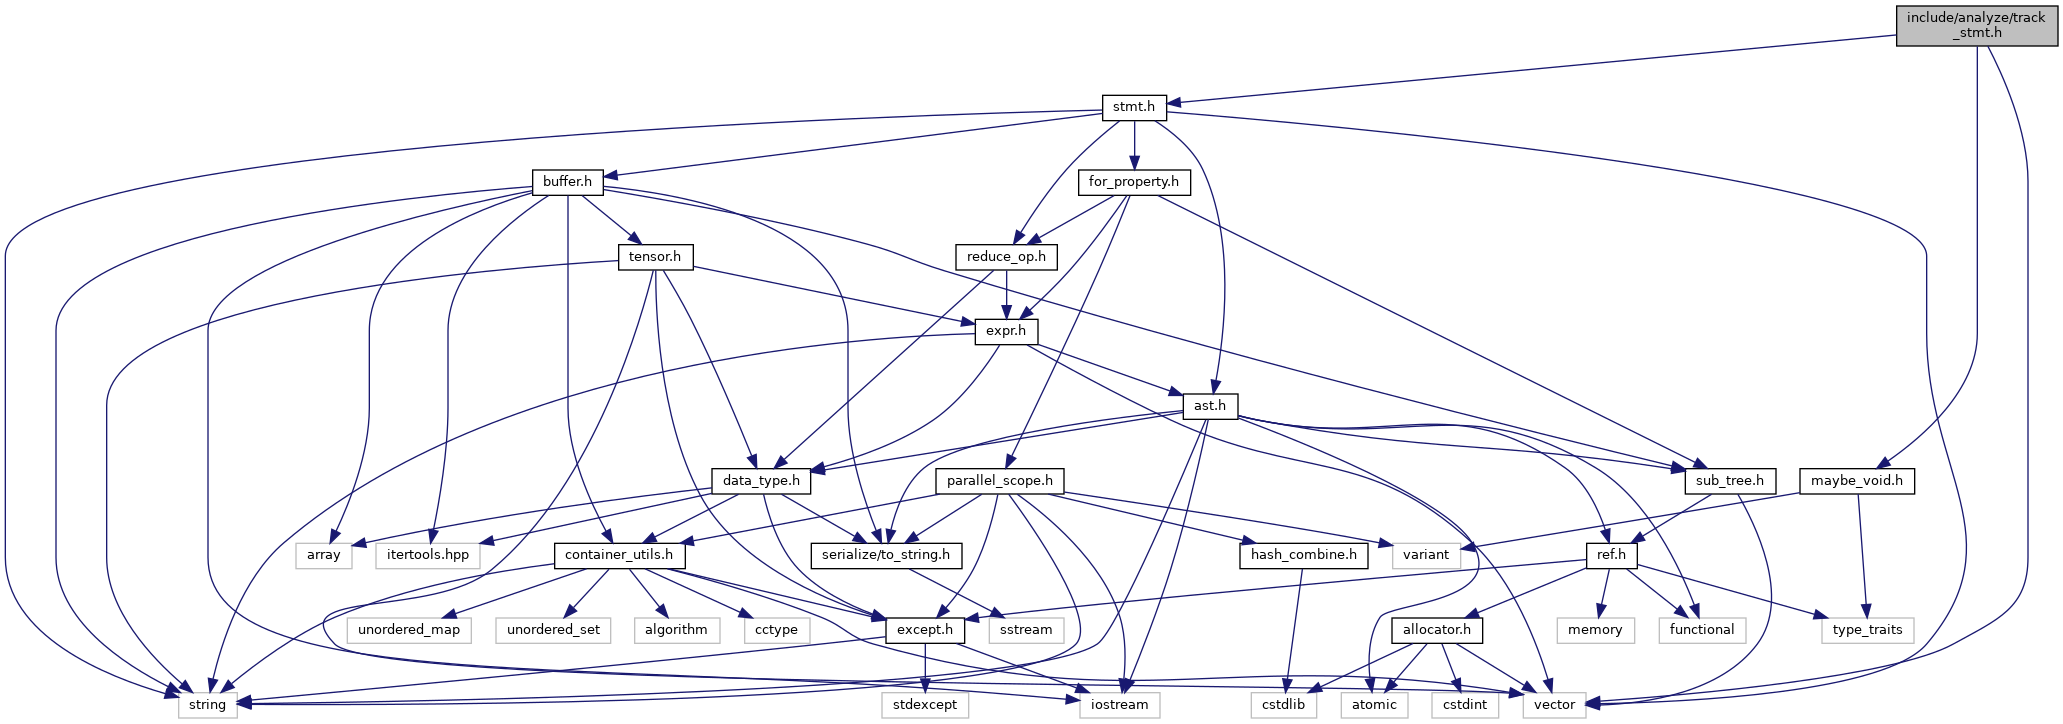 include/analyze/track
_stmt.h
stmt.h
buffer.h
for_property.h
tensor.h
reduce_op.h
expr.h
ast.h
data_type.h
parallel_scope.h
sub_tree.h
maybe_void.h
array
itertools.hpp
container_utils.h
serialize/to_string.h
hash_combine.h
variant
ref.h
unordered_map
unordered_set
algorithm
cctype
except.h
sstream
allocator.h
memory
functional
type_traits
string
stdexcept
iostream
cstdlib
atomic
cstdint
vector